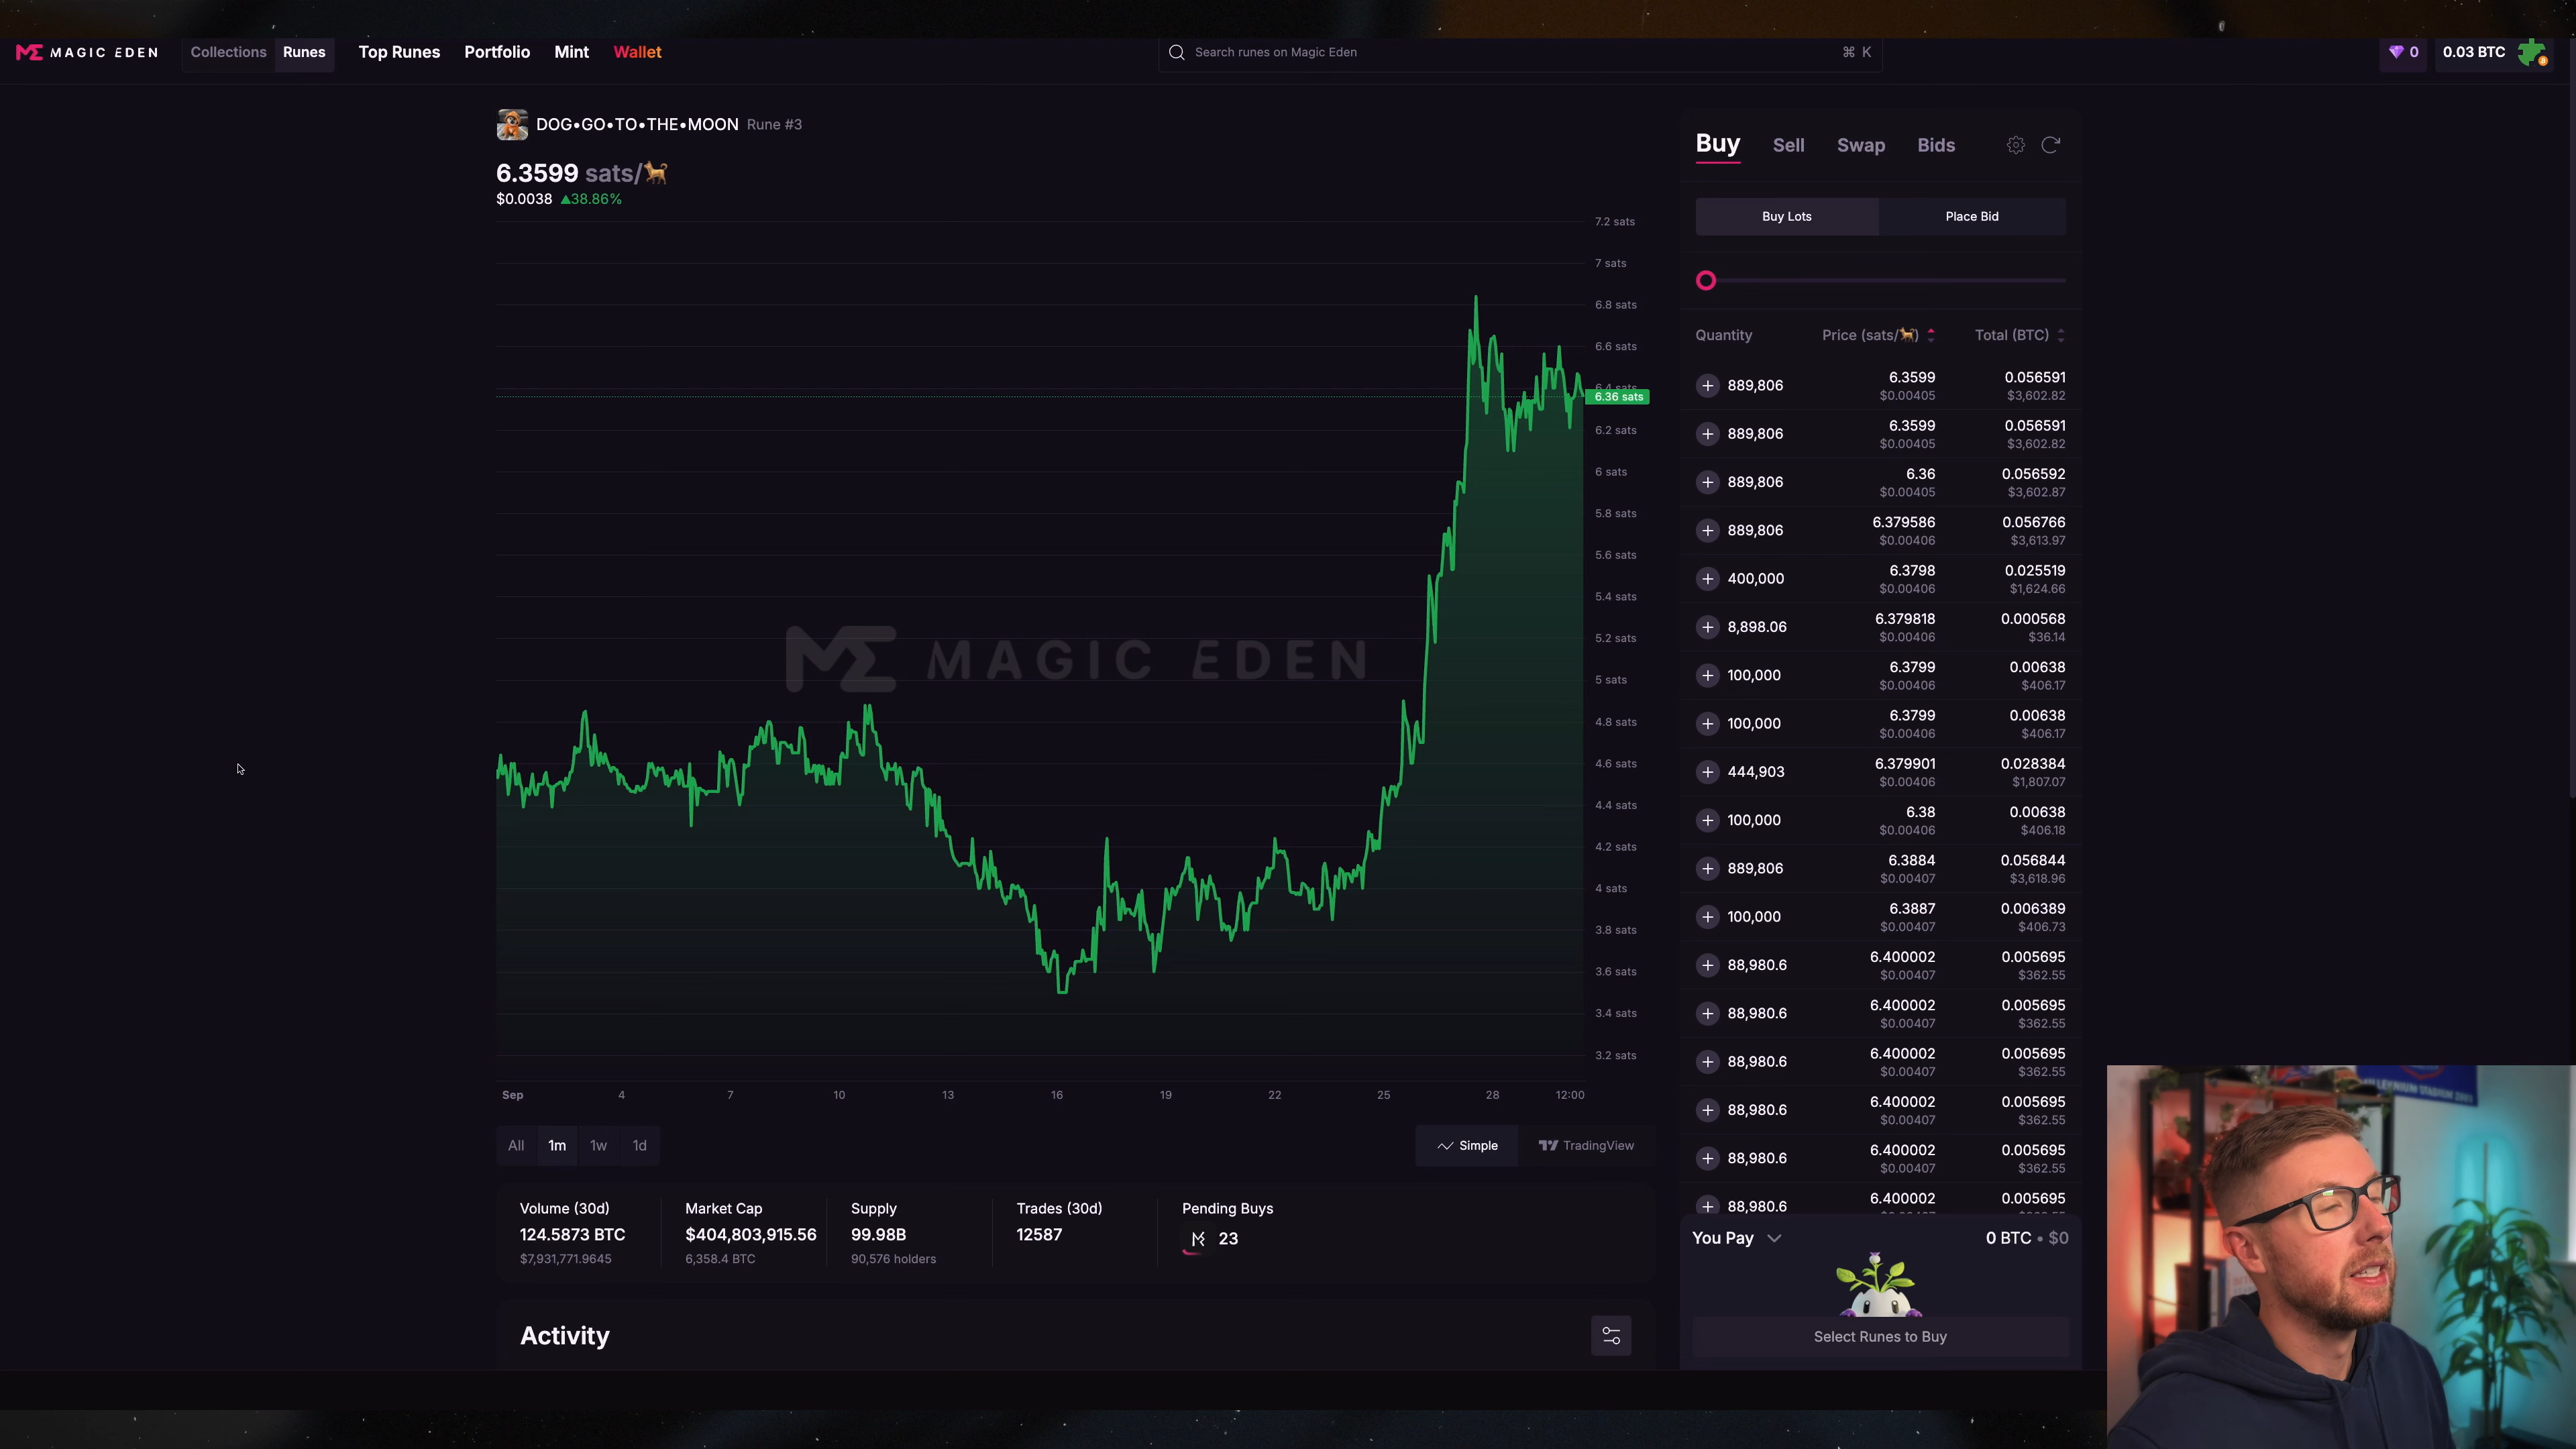 MAGIC EDEN
Collections
Runes
Top Runes
Portfolio
Mint
Wallet
Search runes on Magic Eden
⌘ K
0
0.03 BTC
DOG•GO•TO•THE•MOON Rune #3
6.3599 sats/🐕
$0.0038 ▲38.86%
7.2 sats
7 sats
6.8 sats
6.6 sats
6.4 sats
6.36 sats
6.2 sats
6 sats
5.8 sats
5.6 sats
5.4 sats
5.2 sats
5 sats
4.8 sats
4.6 sats
4.4 sats
4.2 sats
4 sats
3.8 sats
3.6 sats
3.4 sats
3.2 sats
MAGIC EDEN
Sep 4 7 10 13 16 19 22 25 28 12:00
All 1m 1w 1d
Simple
TradingView
Volume (30d)
124.5873 BTC
$7,931,771.9645
Market Cap
$404,803,915.56
6,358.4 BTC
Supply
99.98B
90,576 holders
Trades (30d)
12587
Pending Buys
23
Activity
Buy Sell Swap Bids
Buy Lots
Place Bid
Quantity Price (sats/🐕) Total (BTC)
889,806 6.3599 0.056591
$0.00405 $3,602.82
889,806 6.3599 0.056591
$0.00405 $3,602.82
889,806 6.36 0.056592
$0.00405 $3,602.87
889,806 6.379586 0.056766
$0.00406 $3,613.97
400,000 6.3798 0.025519
$0.00406 $1,624.66
8,898.06 6.379818 0.000568
$0.00406 $36.14
100,000 6.3799 0.00638
$0.00406 $406.17
100,000 6.3799 0.00638
$0.00406 $406.17
444,903 6.379901 0.028384
$0.00406 $1,807.07
100,000 6.38 0.00638
$0.00406 $406.18
889,806 6.3884 0.056844
$0.00407 $3,618.96
100,000 6.3887 0.006389
$0.00407 $406.73
88,980.6 6.400002 0.005695
$0.00407 $362.55
88,980.6 6.400002 0.005695
$0.00407 $362.55
88,980.6 6.400002 0.005695
$0.00407 $362.55
88,980.6 6.400002 0.005695
$0.00407 $362.55
88,980.6 6.400002 0.005695
$0.00407 $362.55
88,980.6 6.400002 0.005695
You Pay
0 BTC • $0
Select Runes to Buy